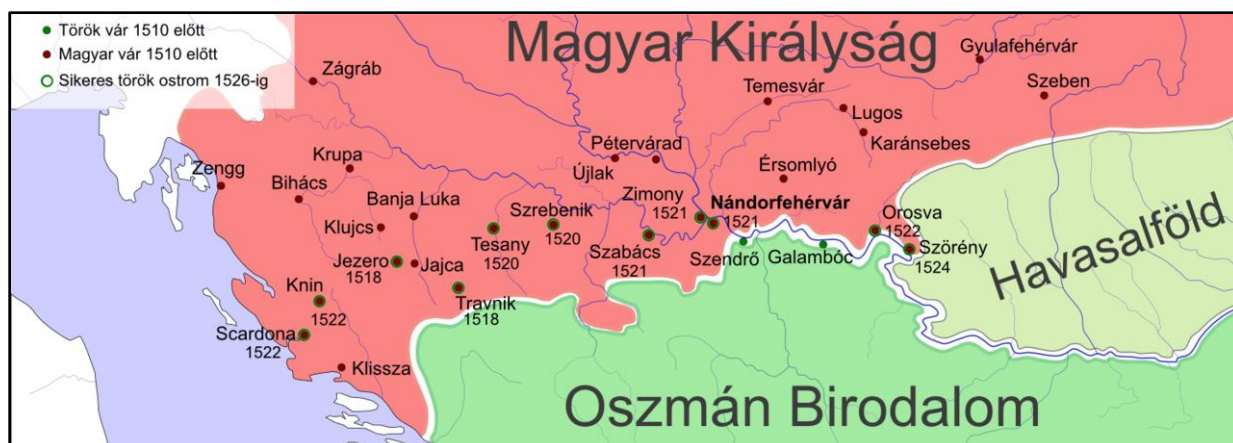 Török vár 1510 előtt
Magyar vár 1510 előtt
Sikeres török ostrom 1526-ig
Magyar Királyság
Zágráb
Gyulafehérvár
Szeben
Temesvár
Lugos
Karánsebes
Zengg
Krupa
Bihács
Pétervárad
Újlak
Érsomlyó
Banja Luka
Klujcs
Szrebenik
1520
Zimony
1521
Nándorfehérvár
1521
Tesany
1520
Szabács
1521
Orosva
1522
Szörény
1524
Szendrő
Galambóc
Jezero
1518
Jajca
Knin
1522
Travnik
1518
Scardona
1522
Klissza
Havasalföld
Oszmán Birodalom